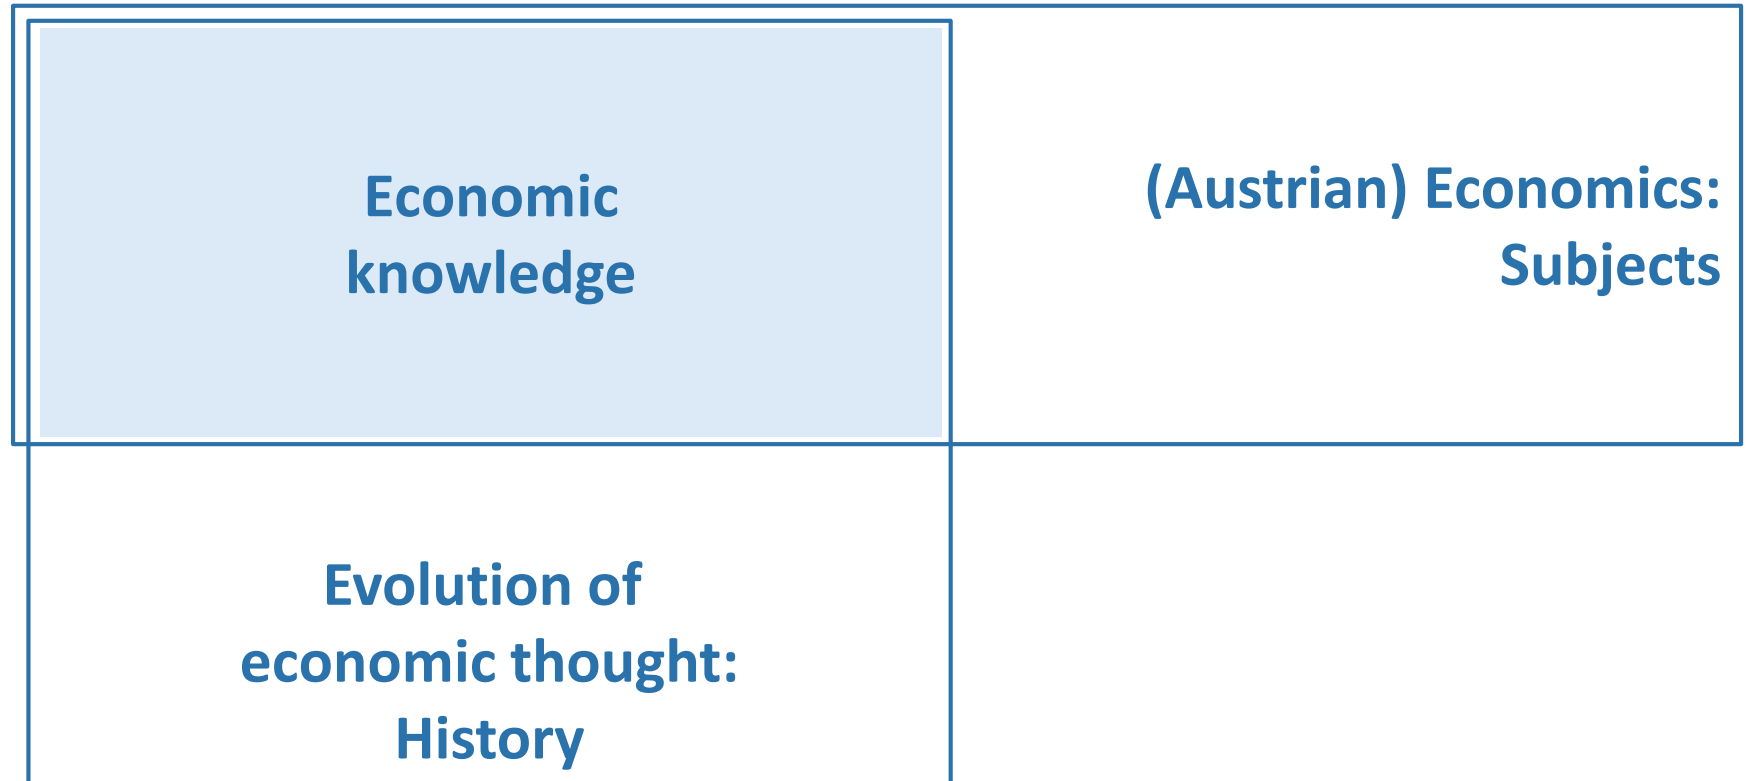 Economic
knowledge
(Austrian) Economics:
Subjects
Evolution of
economic thought:
History